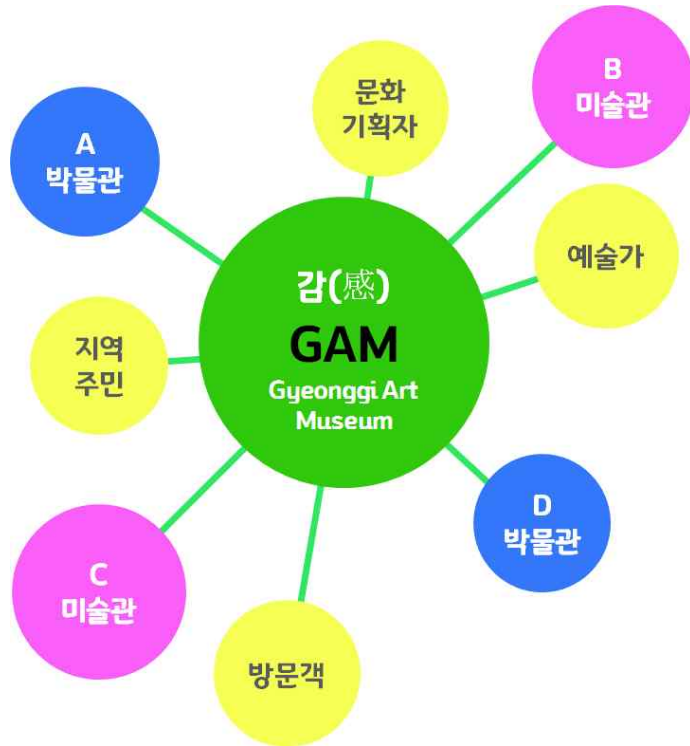 B
미술관
문화
기획자
A
박물관
예술가
감(感)
GAM
Gyeonggi Art
Museum
지역
주민
D
박물관
C
미술관
방문객